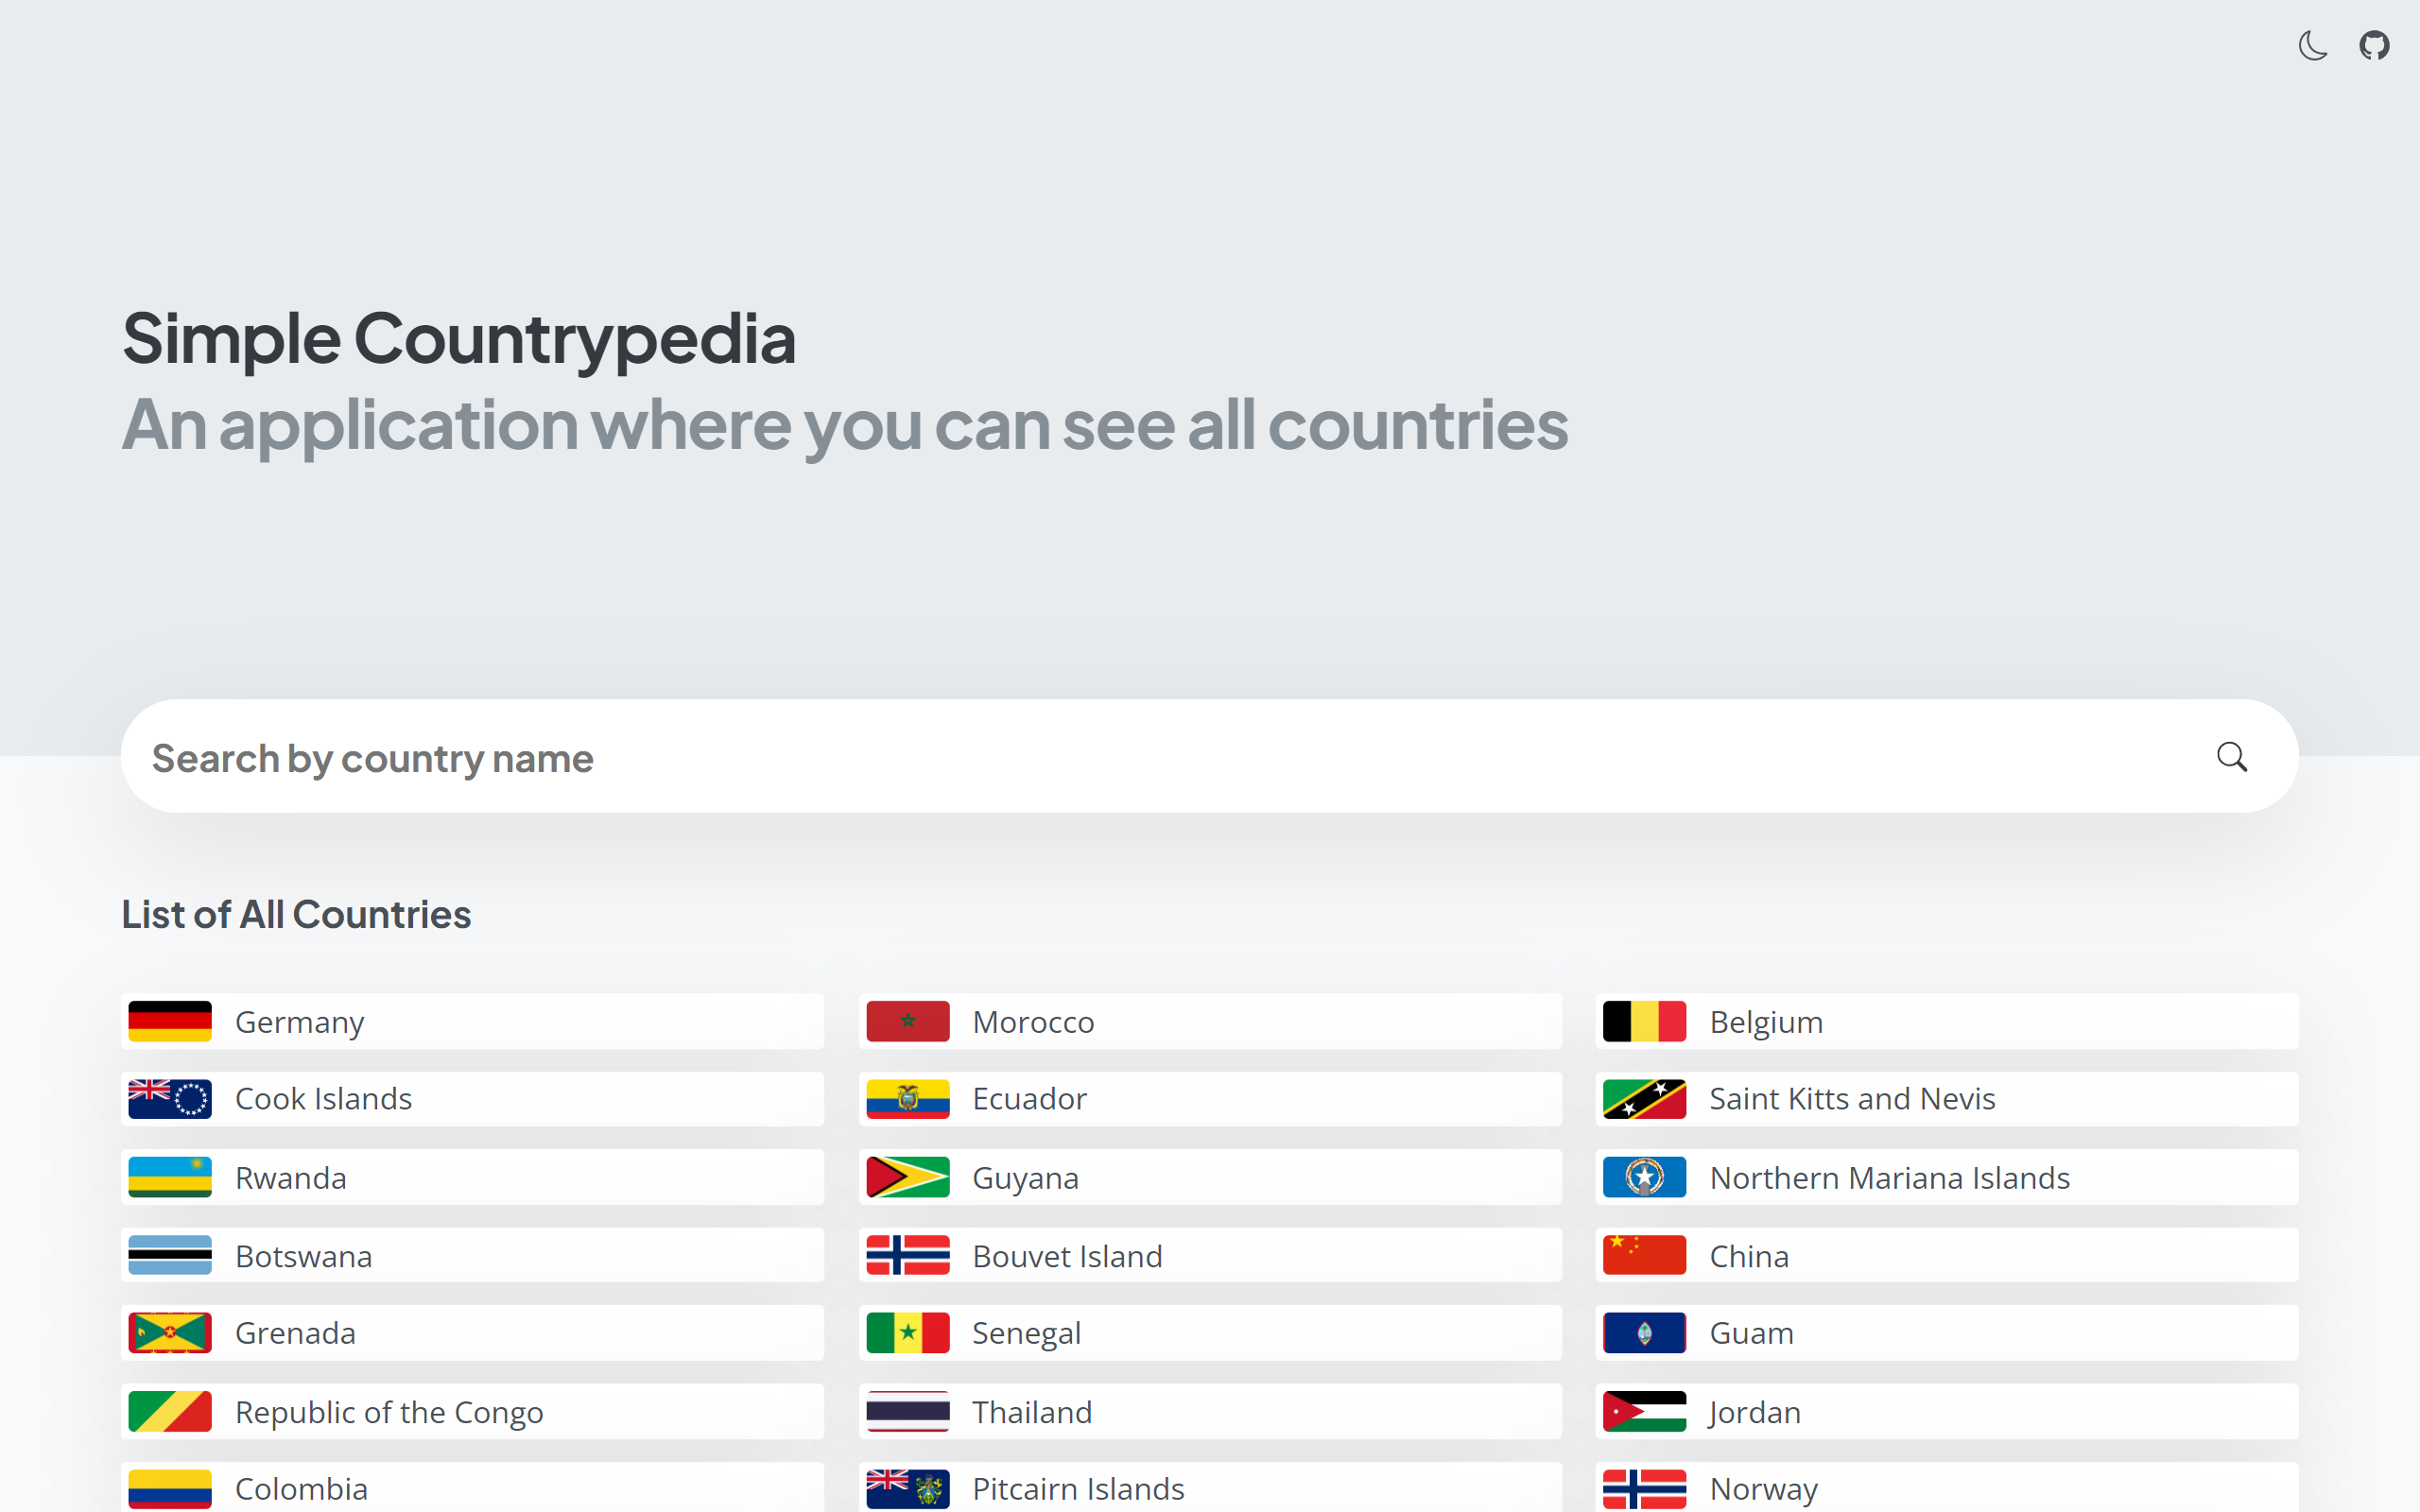 Simple Countrypedia
An application where you can see all countries
Search by country name
List of All Countries
Germany
Morocco
Belgium
Cook Islands
Ecuador
Saint Kitts and Nevis
Rwanda
Guyana
Northern Mariana Islands
Botswana
Bouvet Island
China
Grenada
Senegal
Guam
Republic of the Congo
Thailand
Jordan
Colombia
Pitcairn Islands
Norway